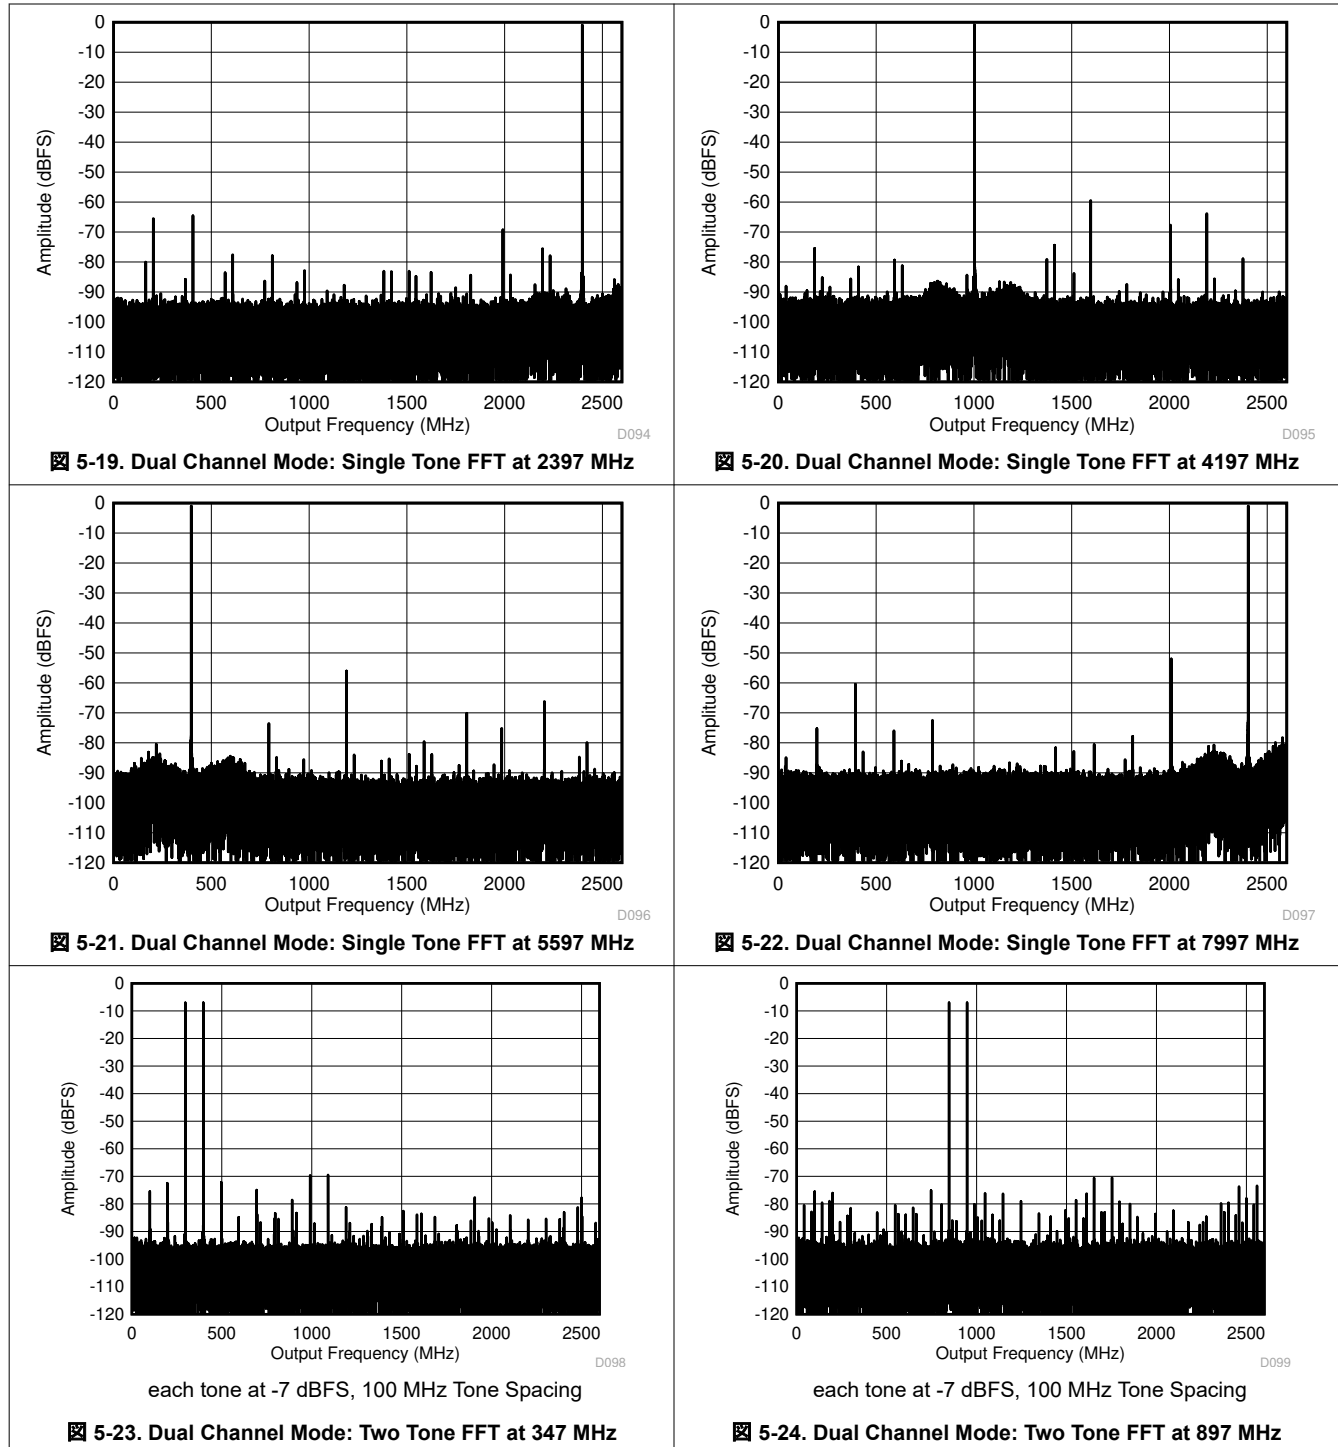 0
-10
-20
-30
-40
-50
-60
-70
-80
-90
-100
-110
-120
Amplitude (dBFS)
0 500 1000 1500 2000 2500
Output Frequency (MHz)
D094
図 5-19. Dual Channel Mode: Single Tone FFT at 2397 MHz
0
-10
-20
-30
-40
-50
-60
-70
-80
-90
-100
-110
-120
Amplitude (dBFS)
0 500 1000 1500 2000 2500
Output Frequency (MHz)
D095
図 5-20. Dual Channel Mode: Single Tone FFT at 4197 MHz
0
-10
-20
-30
-40
-50
-60
-70
-80
-90
-100
-110
-120
Amplitude (dBFS)
0 500 1000 1500 2000 2500
Output Frequency (MHz)
D096
図 5-21. Dual Channel Mode: Single Tone FFT at 5597 MHz
0
-10
-20
-30
-40
-50
-60
-70
-80
-90
-100
-110
-120
Amplitude (dBFS)
0 500 1000 1500 2000 2500
Output Frequency (MHz)
D097
図 5-22. Dual Channel Mode: Single Tone FFT at 7997 MHz
0
-10
-20
-30
-40
-50
-60
-70
-80
-90
-100
-110
-120
Amplitude (dBFS)
0 500 1000 1500 2000 2500
Output Frequency (MHz)
D098
each tone at -7 dBFS, 100 MHz Tone Spacing
図 5-23. Dual Channel Mode: Two Tone FFT at 347 MHz
0
-10
-20
-30
-40
-50
-60
-70
-80
-90
-100
-110
-120
Amplitude (dBFS)
0 500 1000 1500 2000 2500
Output Frequency (MHz)
D099
each tone at -7 dBFS, 100 MHz Tone Spacing
図 5-24. Dual Channel Mode: Two Tone FFT at 897 MHz